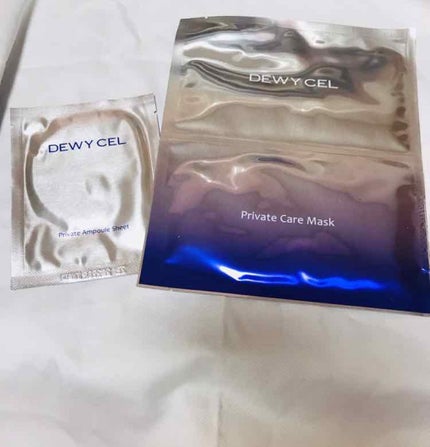 DEWY CEL
Private Ampoule Sheet
DEWY CEL
Private Care Mask